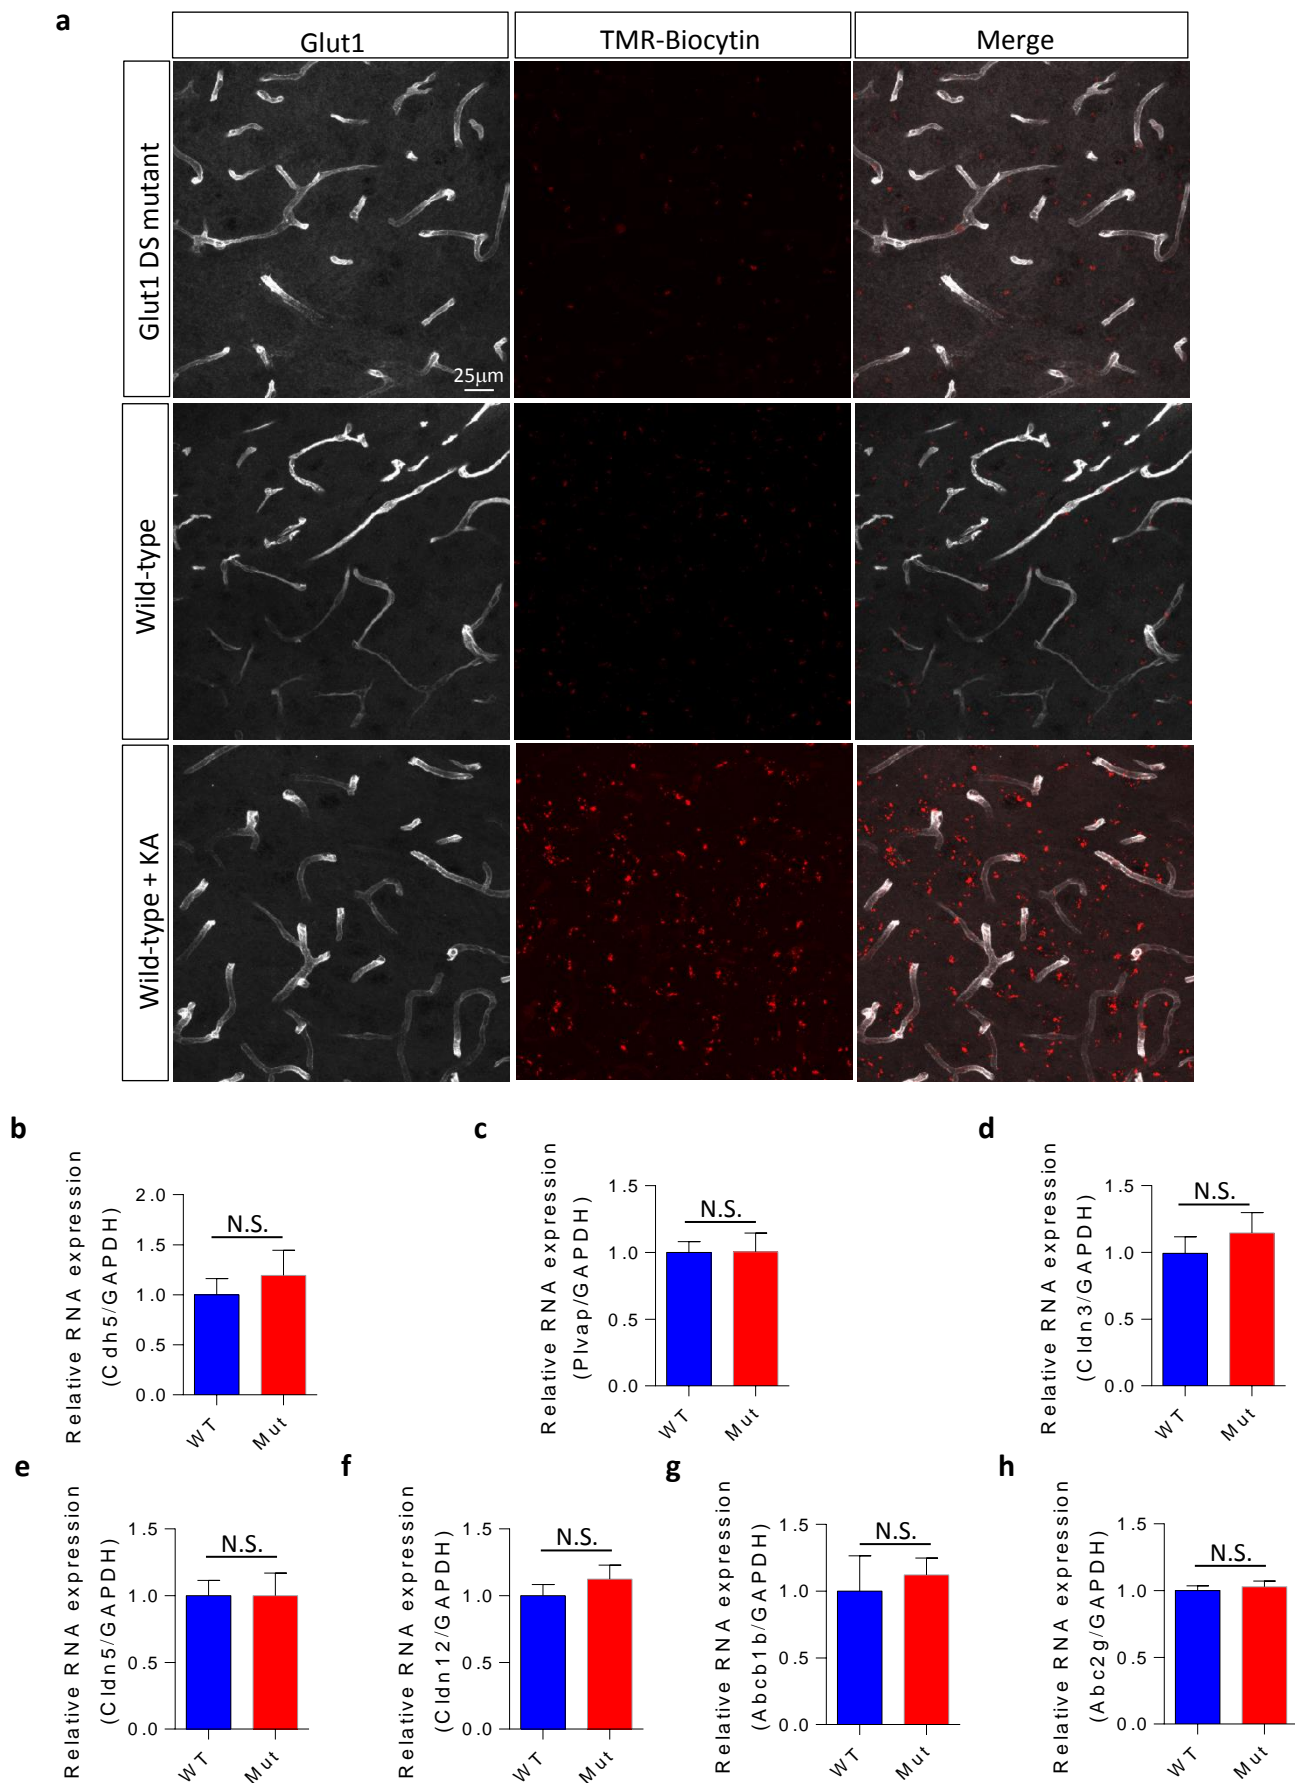 a
Glut1
TMR-Biocytin
Merge
Glut1 DS mutant
25μm
Wild-type
Wild-type + KA
b
Relative RNA expression
(Cdh5/GAPDH)
2.0
1.5
1.0
0.5
0.0
N.S.
WT
Mut
c
Relative RNA expression
(Plvap/GAPDH)
1.5
1.0
0.5
0.0
N.S.
WT
Mut
d
Relative RNA expression
(Cldn3/GAPDH)
1.5
1.0
0.5
0.0
N.S.
WT
Mut
e
Relative RNA expression
(Cldn5/GAPDH)
1.5
1.0
0.5
0.0
N.S.
WT
Mut
f
Relative RNA expression
(Cldn12/GAPDH)
1.5
1.0
0.5
0.0
N.S.
WT
Mut
g
Relative RNA expression
(Abcb1b/GAPDH)
1.5
1.0
0.5
0.0
N.S.
WT
Mut
h
Relative RNA expression
(Abc2g/GAPDH)
1.5
1.0
0.5
0.0
N.S.
WT
Mut